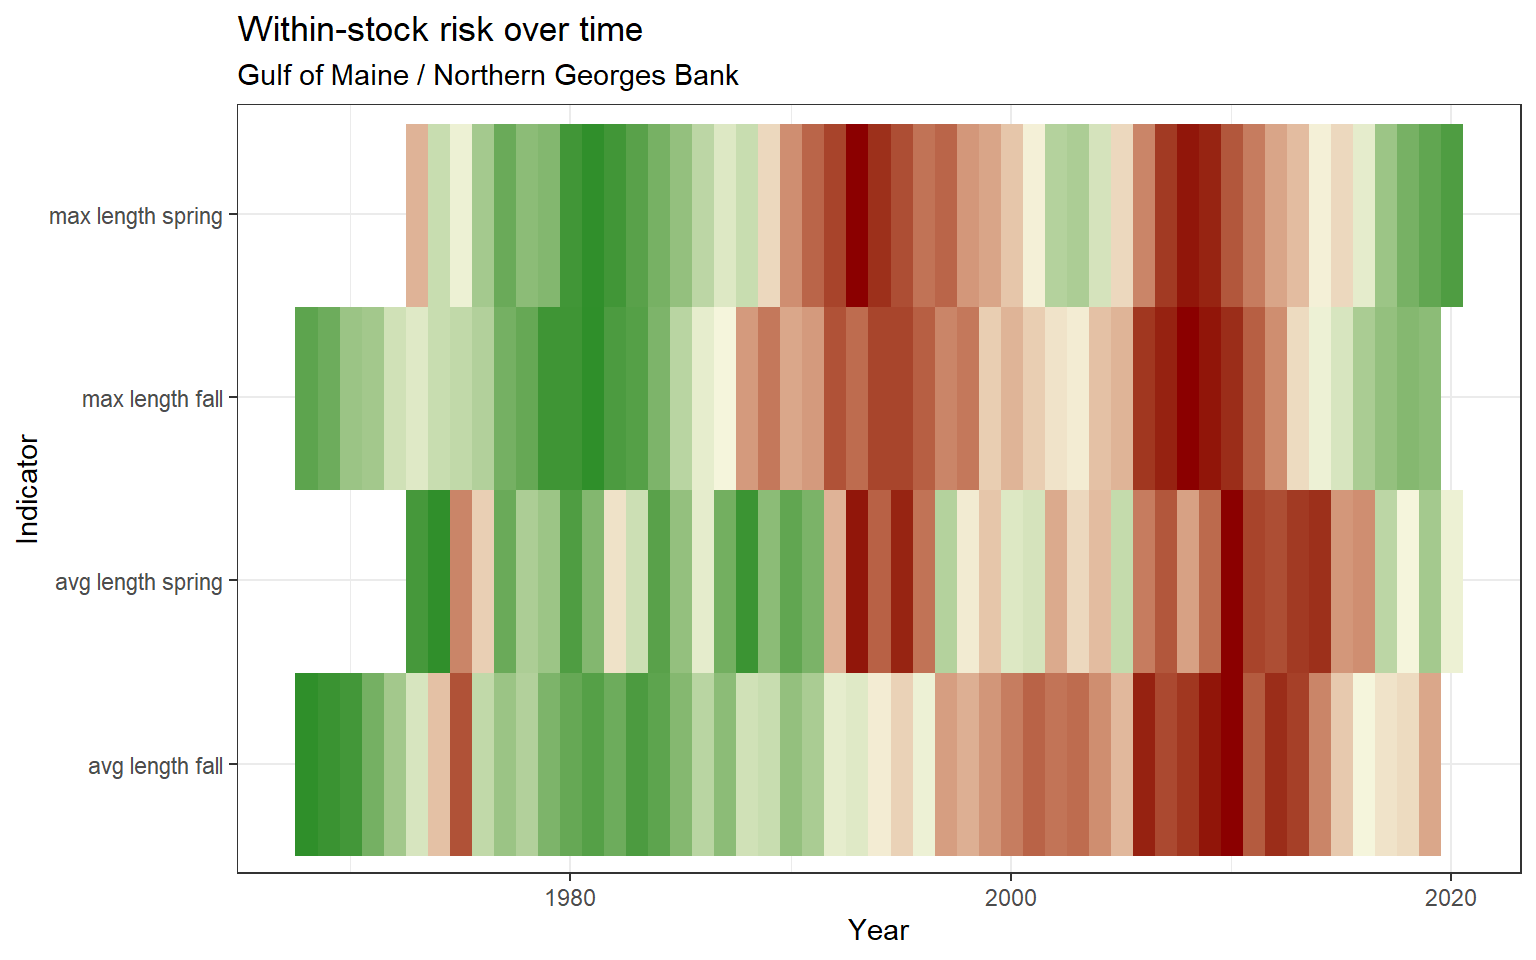 Within-stock risk over time
Gulf of Maine / Northern Georges Bank
max length spring
max length fall
avg length spring
avg length fall
Indicator
1980
2000
2020
Year